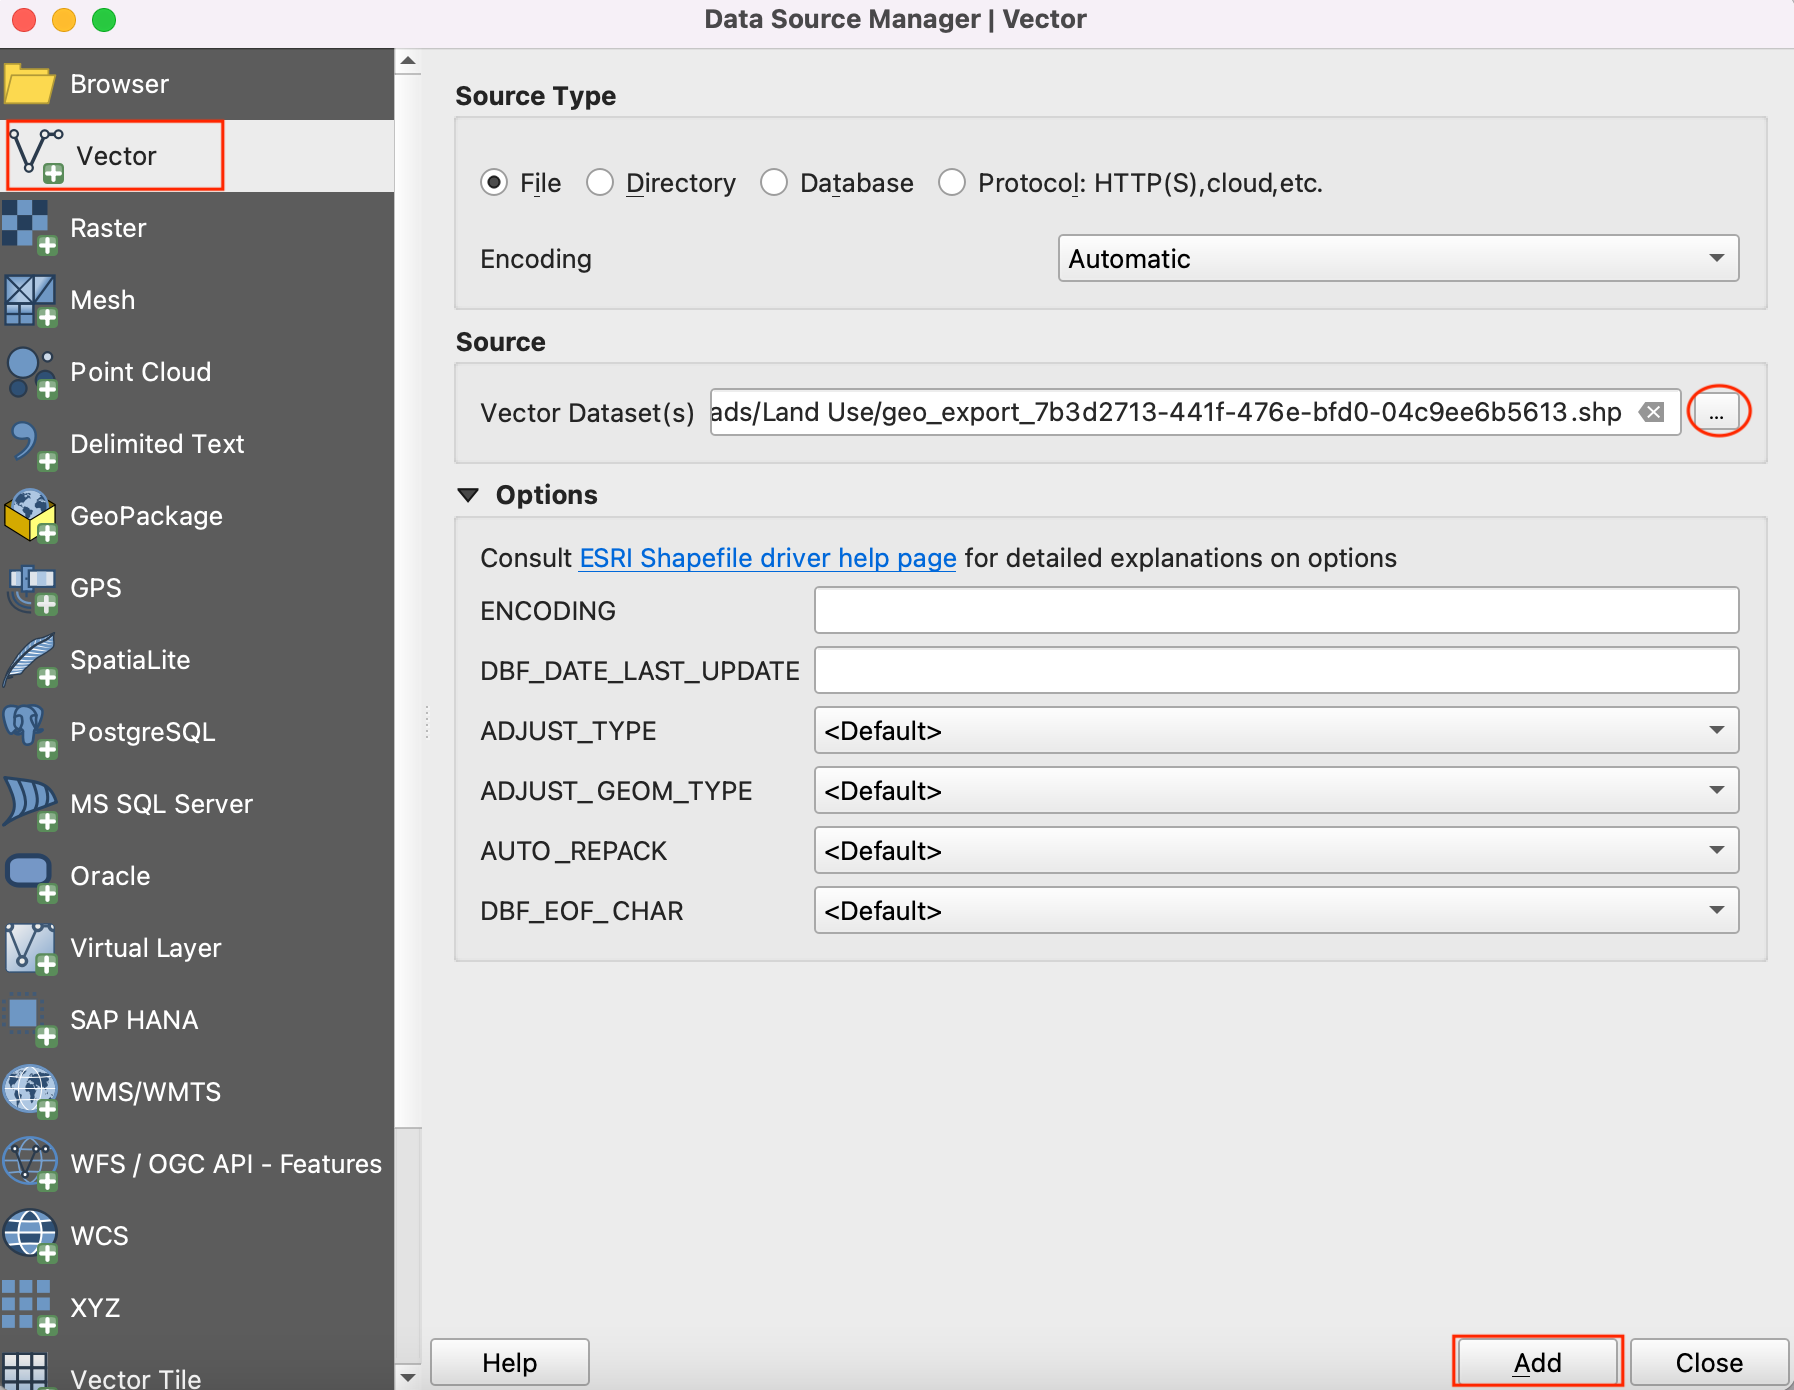 Data Source Manager | Vector
Browser
Vector
Raster
Mesh
Point Cloud
Delimited Text
GeoPackage
GPS
SpatiaLite
PostgreSQL
MS SQL Server
Oracle
Virtual Layer
SAP HANA
WMS/WMTS
WFS / OGC API - Features
WCS
XYZ
Vector Tile
Source Type
File Directory Database Protocol: HTTP(S),cloud,etc.
Encoding Automatic
Source
Vector Dataset(s) ads/Land Use/geo_export_7b3d2713-441f-476e-bfd0-04c9ee6b5613.shp ...
Options
Consult ESRI Shapefile driver help page for detailed explanations on options
ENCODING
DBF_DATE_LAST_UPDATE
ADJUST_TYPE <Default>
ADJUST_GEOM_TYPE <Default>
AUTO_REPACK <Default>
DBF_EOF_CHAR <Default>
Help Add Close